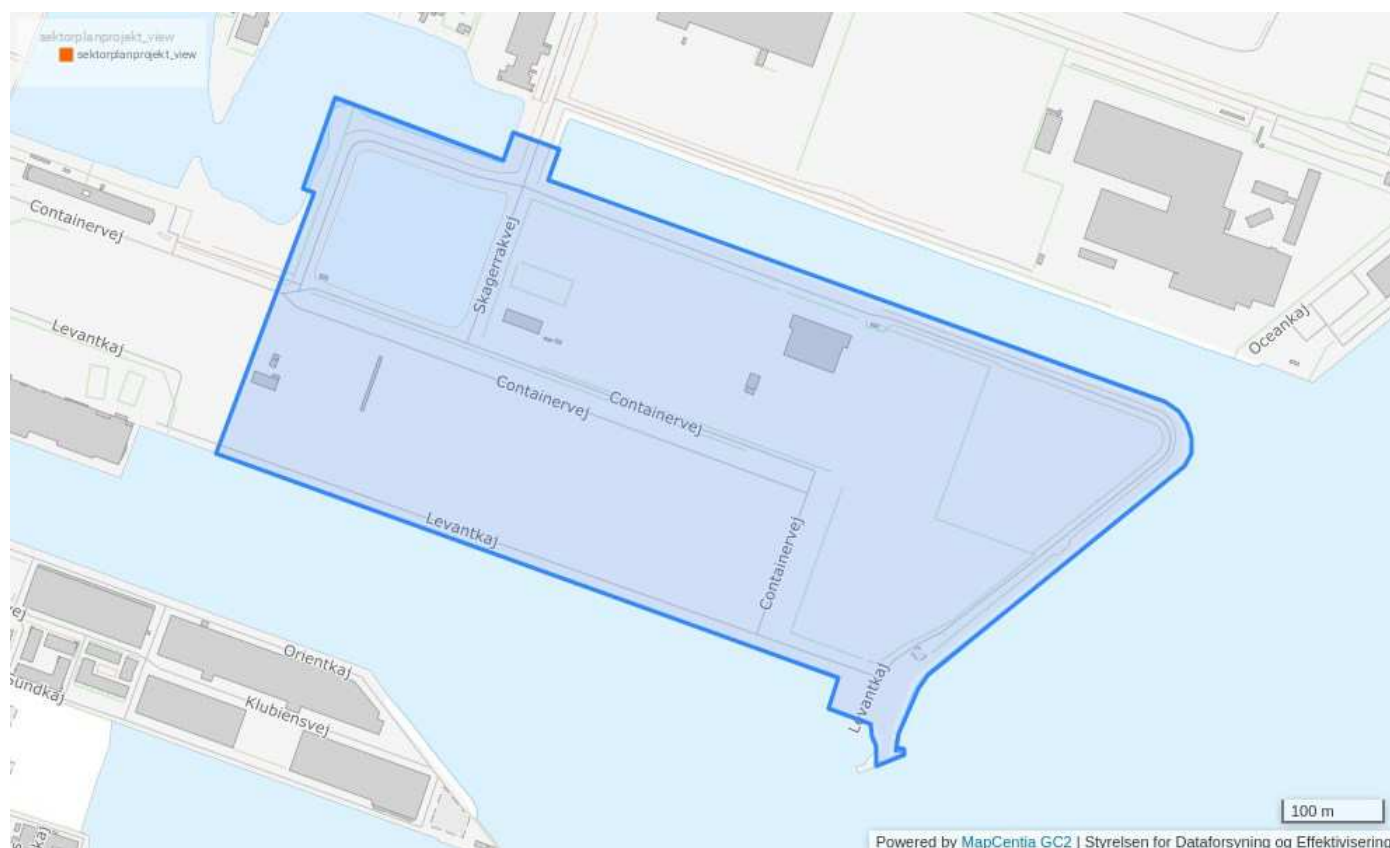 sektorplanprojekt_view
sektorplanprojekt_view
Containervej
Skagerrakvej
Levantkaj
Oceankaj
Containervej
Containervej
Levantkaj
Containervej
Orientkaj
Levantkaj
Sundkaj
Klubiensvej
100 m
Powered by MapCentia GC2 | Styrelsen for Dataforsyning og Effektivisering